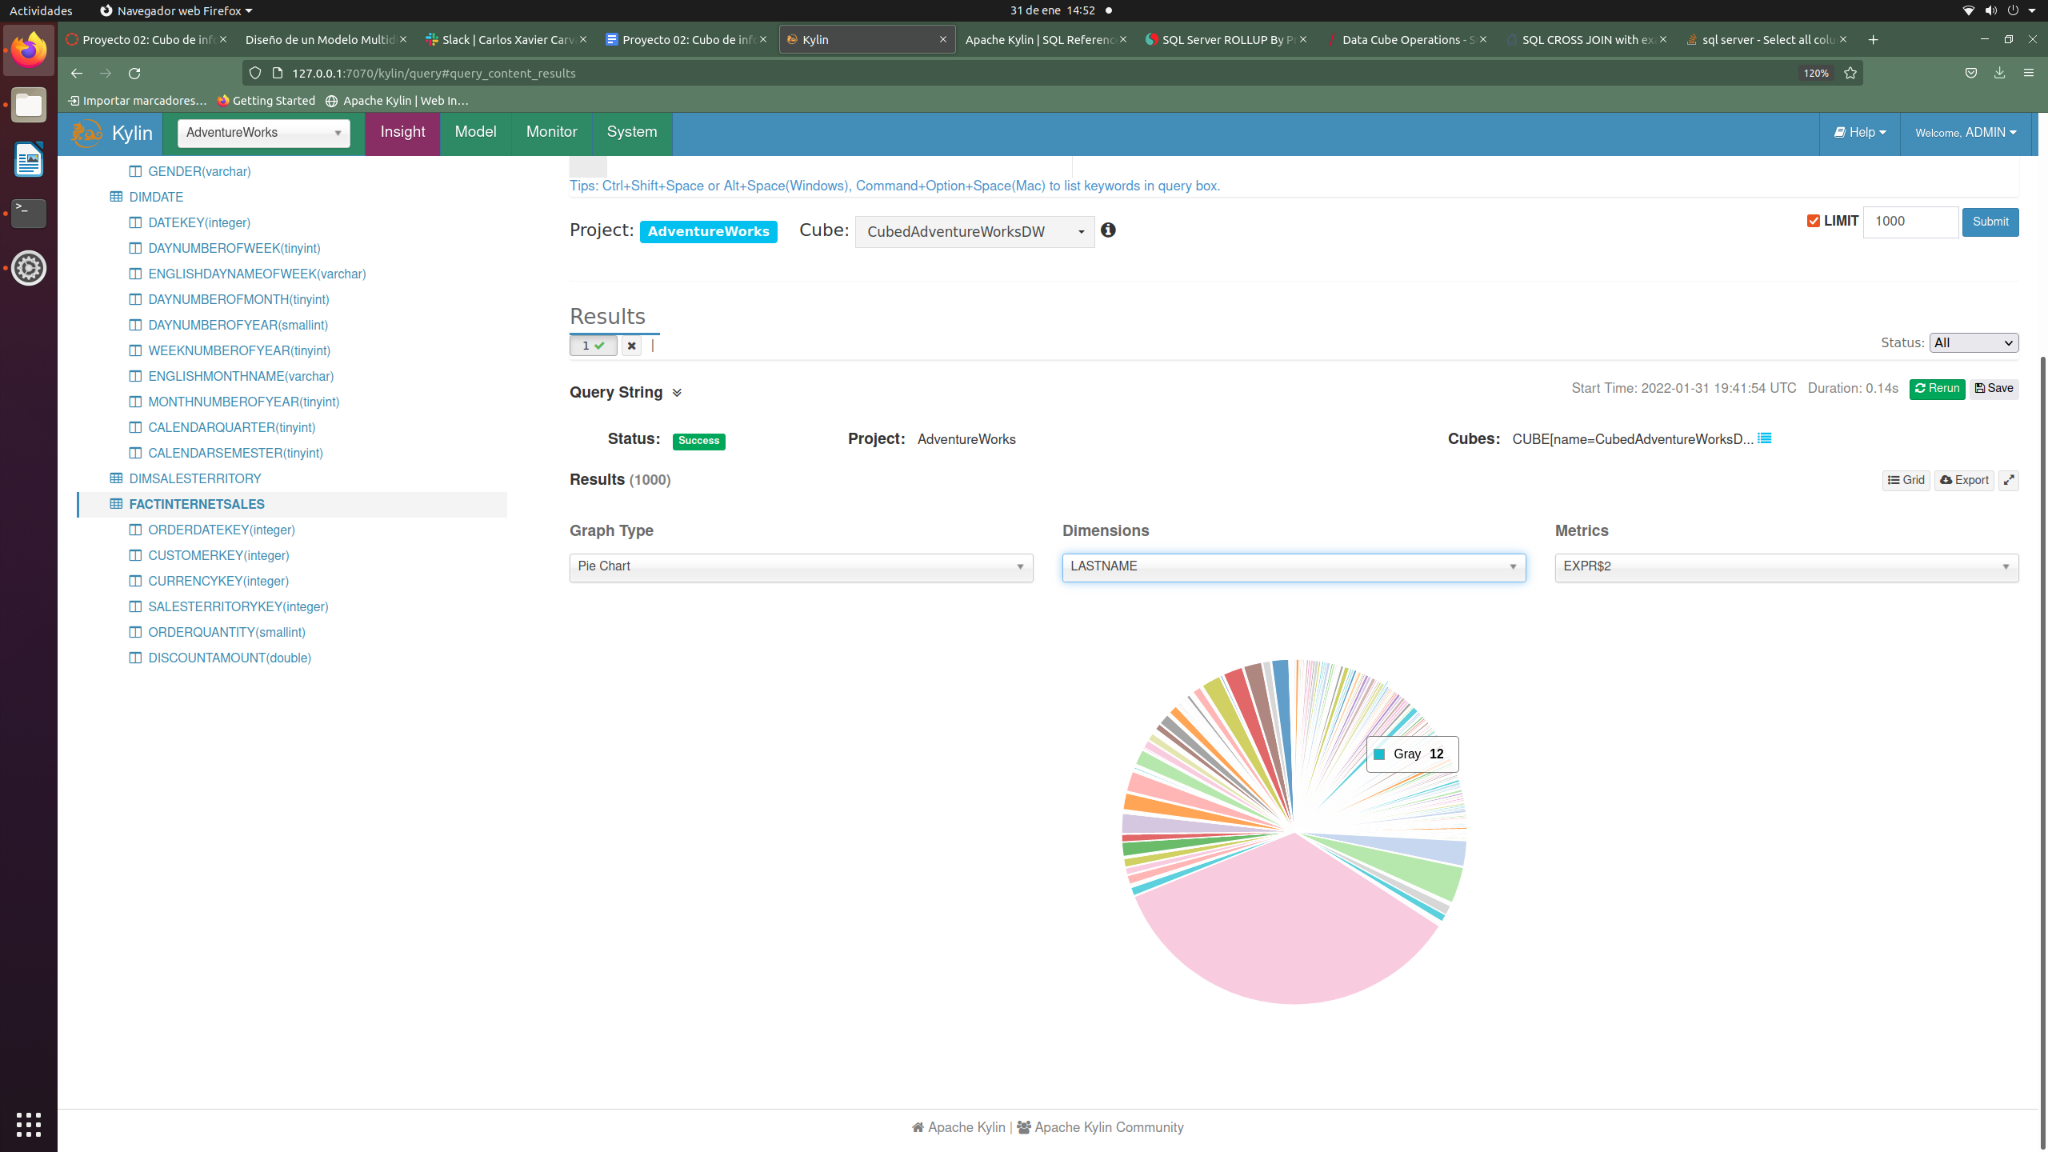 Actividades Navegador web Firefox 31 de ene 14:52
Proyecto 02: Cubo de inf Diseño de un Modelo Multid Slack | Carlos Xavier Carv Proyecto 02: Cubo de inf Kylin Apache Kylin | SQL Referenc SQL Server ROLLUP By P Data Cube Operations - S SQL CROSS JOIN with ex sql server - Select all colu
127.0.0.1:7070/kylin/query#query_content_results 120%
Importar marcadores... Getting Started Apache Kylin | Web In...
Kylin AdventureWorks Insight Model Monitor System Help Welcome, ADMIN
GENDER(varchar)
DIMDATE
DATEKEY(integer)
DAYNUMBEROFWEEK(tinyint)
ENGLISHDAYNAMEOFWEEK(varchar)
DAYNUMBEROFMONTH(tinyint)
DAYNUMBEROFYEAR(smallint)
WEEKNUMBEROFYEAR(tinyint)
ENGLISHMONTHNAME(varchar)
MONTHNUMBEROFYEAR(tinyint)
CALENDARQUARTER(tinyint)
CALENDARSEMESTER(tinyint)
DIMSALESTERRITORY
FACTINTERNETSALES
ORDERDATEKEY(integer)
CUSTOMERKEY(integer)
CURRENCYKEY(integer)
SALESTERRITORYKEY(integer)
ORDERQUANTITY(smallint)
DISCOUNTAMOUNT(double)
Tips: Ctrl+Shift+Space or Alt+Space(Windows), Command+Option+Space(Mac) to list keywords in query box.
Project: AdventureWorks Cube: CubedAdventureWorksDW LIMIT 1000 Submit
Results
1 Status: All
Query String Start Time: 2022-01-31 19:41:54 UTC Duration: 0.14s Rerun Save
Status: Success Project: AdventureWorks Cubes: CUBE[name=CubedAdventureWorksD...
Results (1000) Grid Export
Graph Type Dimensions Metrics
Pie Chart LASTNAME EXPR$2
Gray 12
Apache Kylin | Apache Kylin Community